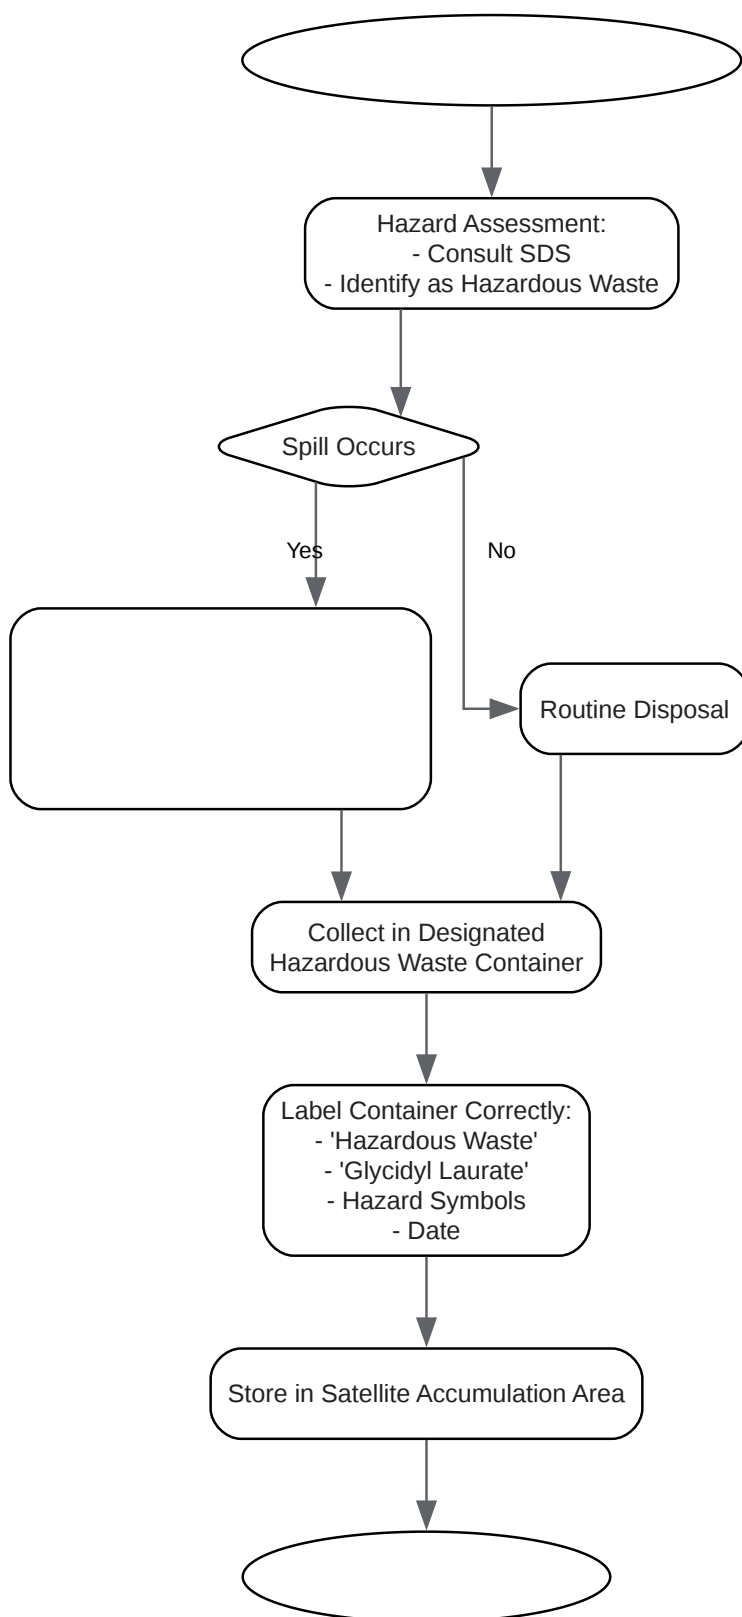 Hazard Assessment:
- Consult SDS
- Identify as Hazardous Waste
Spill Occurs
Yes
No
Routine Disposal
Collect in Designated
Hazardous Waste Container
Label Container Correctly:
- 'Hazardous Waste'
- 'Glycidyl Laurate'
- Hazard Symbols
- Date
Store in Satellite Accumulation Area